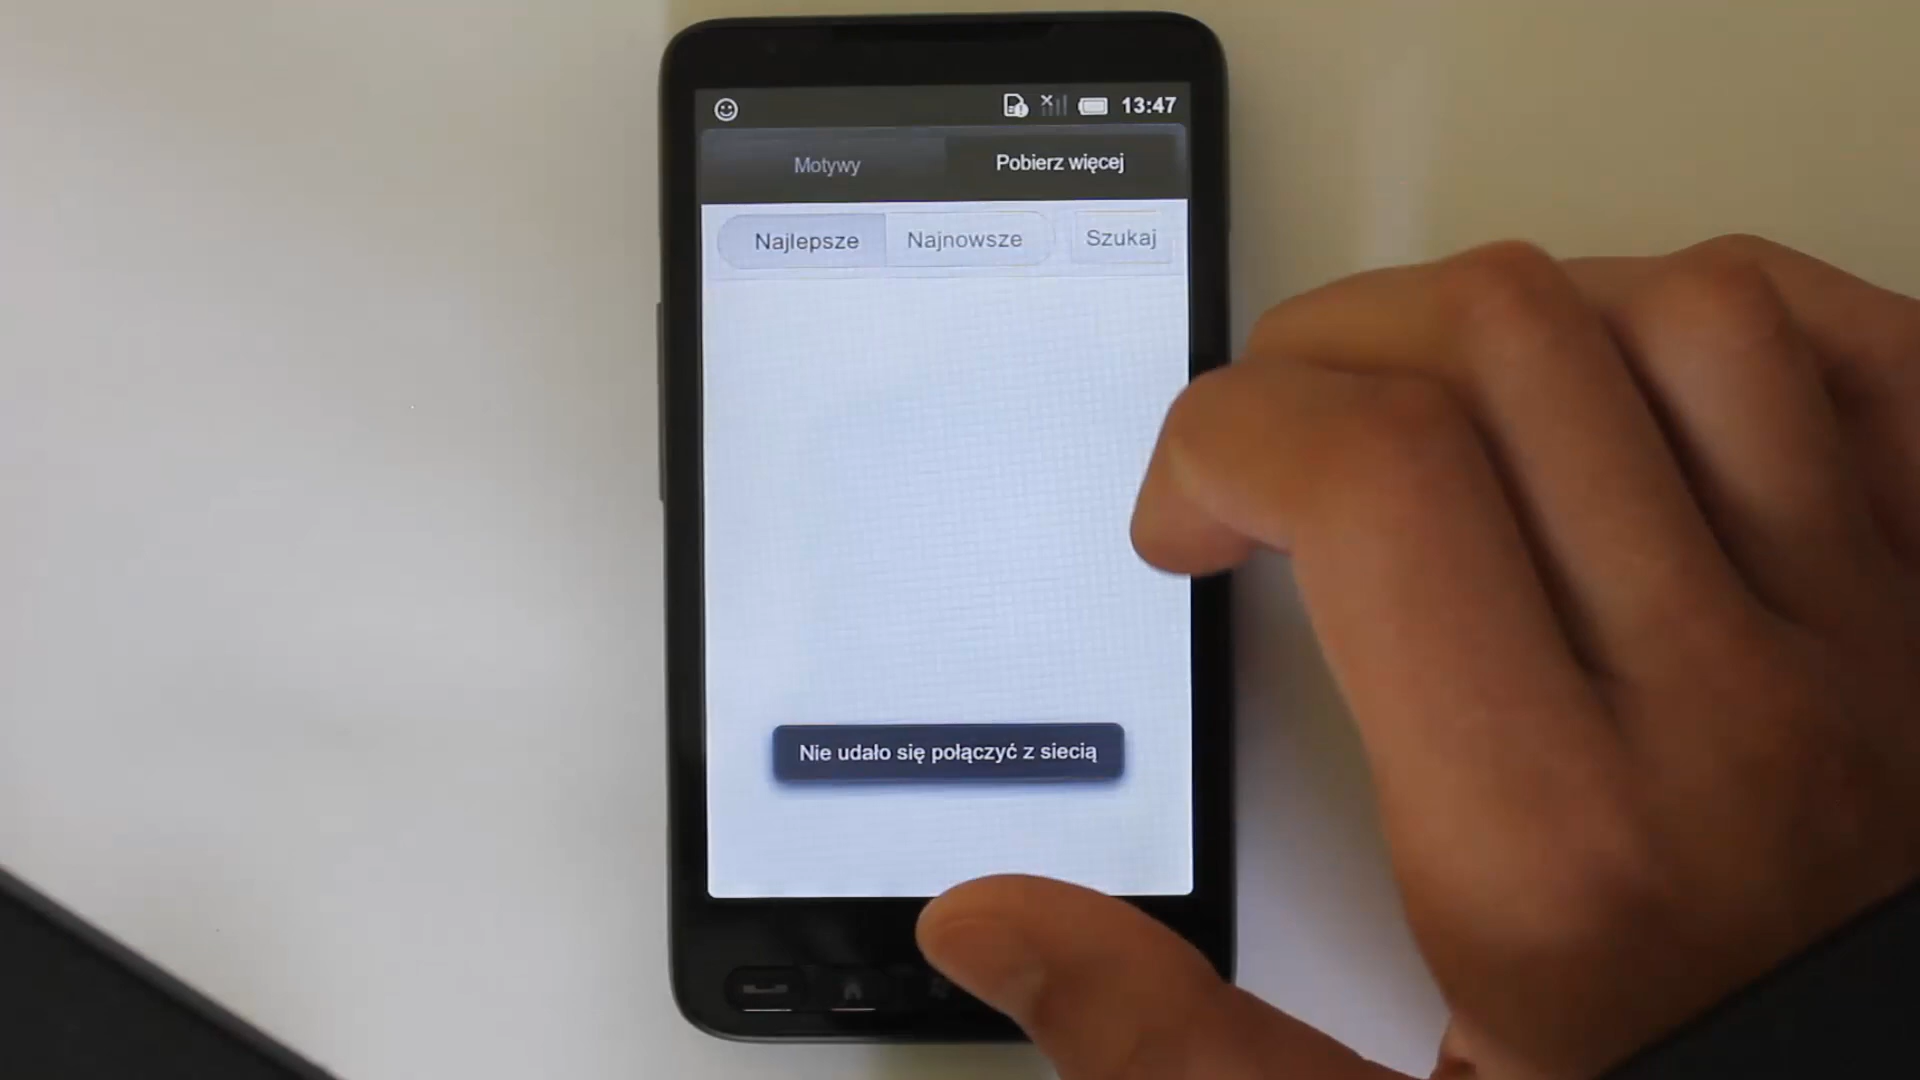 13:47
Motywy
Pobierz więcej
Najlepsze
Najnowsze
Szukaj
Nie udało się połączyć z siecią